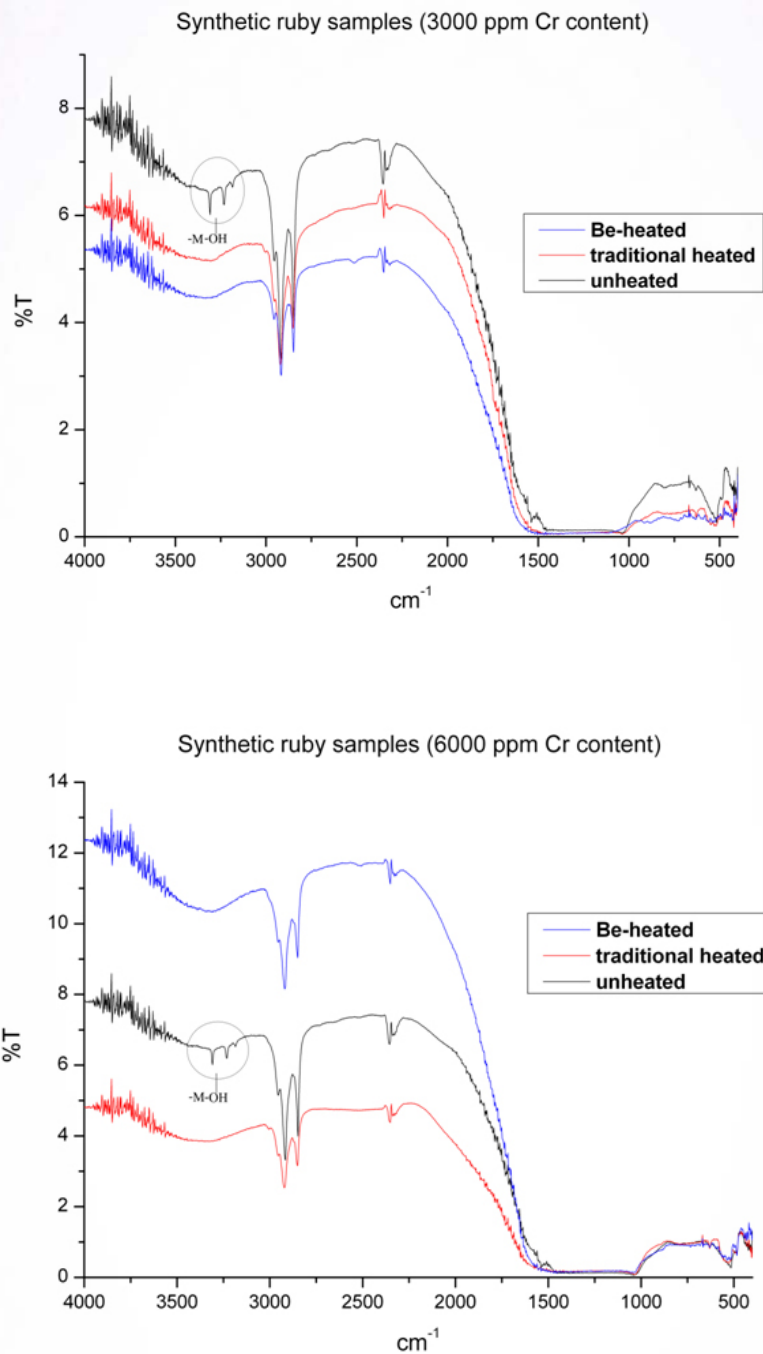 Synthetic ruby samples (3000 ppm Cr content)
8
6
4
2
0
%T
-M-OH
Be-heated
traditional heated
unheated
4000 3500 3000 2500 2000 1500 1000 500
cm⁻¹
Synthetic ruby samples (6000 ppm Cr content)
14
12
10
8
6
4
2
0
%T
Be-heated
traditional heated
unheated
-M-OH
4000 3500 3000 2500 2000 1500 1000 500
cm⁻¹